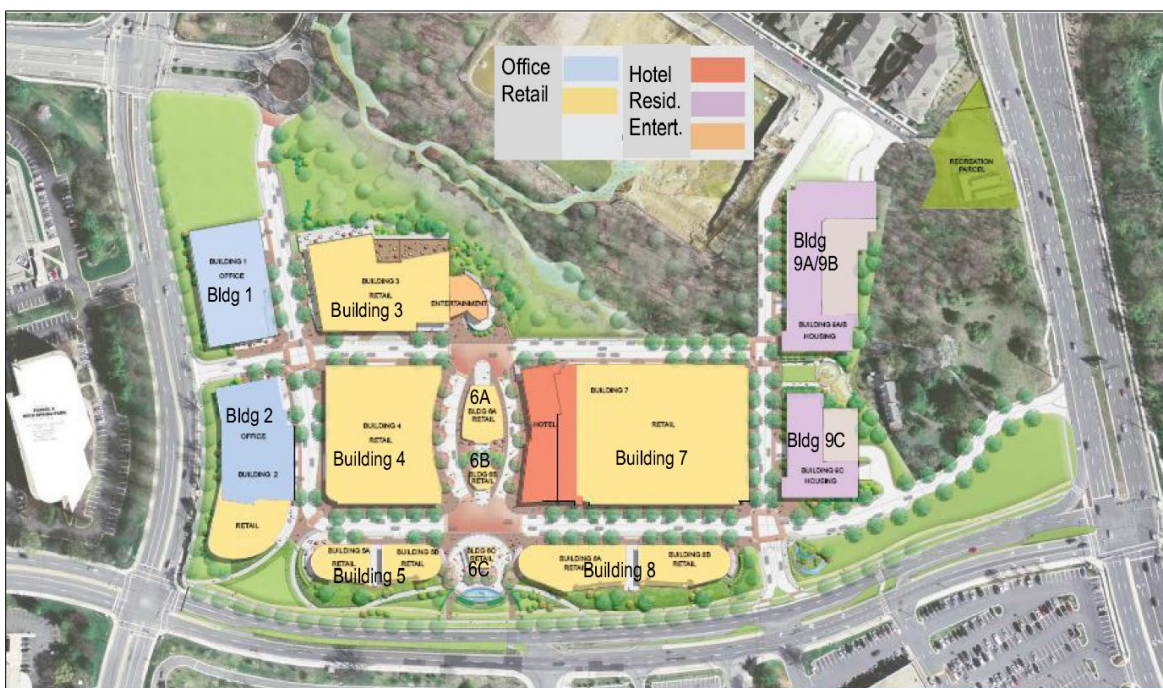 Office
Retail
Hotel
Resid.
Entert.
RECREATION
PARCEL
BUILDING 1
OFFICE
Bldg 1
BUILDING 3
RETAIL
Building 3
ENTERTAINMENT
Bldg
9A/9B
BUILDING 9A/B
HOUSING
Bldg 2
OFFICE
BUILDING 2
RETAIL
BUILDING 4
RETAIL
Building 4
6A
BLDG 6A
RETAIL
6B
BLDG 6B
RETAIL
HOTEL
BUILDING 7
RETAIL
Building 7
Bldg 9C
BUILDING 9C
HOUSING
BUILDING 5A
RETAIL
BUILDING 5B
RETAIL
Building 5
BLDG 6C
RETAIL
6C
BUILDING 8A
RETAIL
BUILDING 8B
RETAIL
Building 8